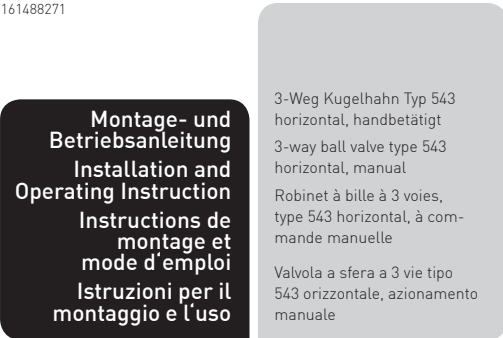 161488271
Montage- und
Betriebsanleitung
Installation and
Operating Instruction
Instructions de
montage et
mode d‘emploi
Istruzioni per il
montaggio e l‘uso
3-Weg Kugelhahn Typ 543
horizontal, handbetätigt
3-way ball valve type 543
horizontal, manual
Robinet à bille à 3 voies,
type 543 horizontal, à com-
mande manuelle
Valvola a sfera a 3 vie tipo
543 orizzontale, azionamento
manuale